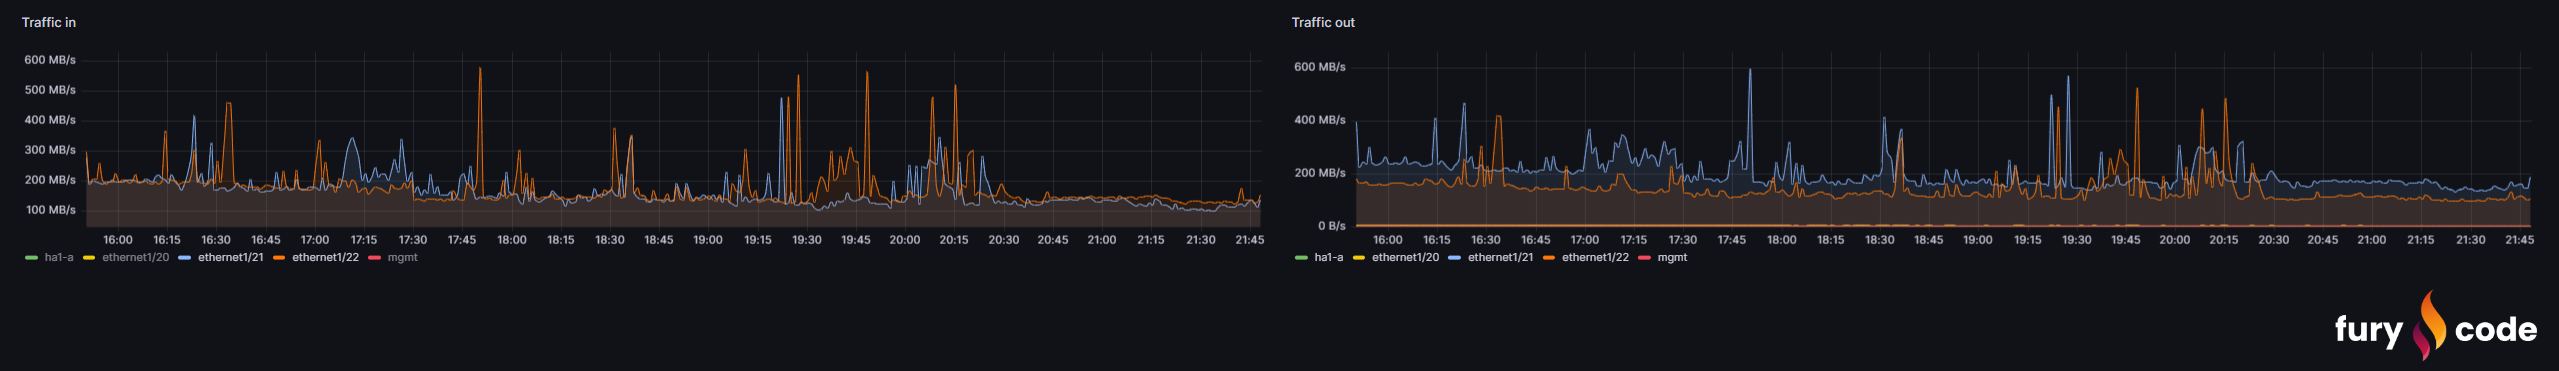 Traffic in
600 MB/s
500 MB/s
400 MB/s
300 MB/s
200 MB/s
100 MB/s
16:00 16:15 16:30 16:45 17:00 17:15 17:30 17:45 18:00 18:15 18:30 18:45 19:00 19:15 19:30 19:45 20:00 20:15 20:30 20:45 21:00 21:15 21:30 21:45
ha1-a ethernet1/20 ethernet1/21 ethernet1/22 mgmt
Traffic out
600 MB/s
400 MB/s
200 MB/s
0 B/s
16:00 16:15 16:30 16:45 17:00 17:15 17:30 17:45 18:00 18:15 18:30 18:45 19:00 19:15 19:30 19:45 20:00 20:15 20:30 20:45 21:00 21:15 21:30 21:45
ha1-a ethernet1/20 ethernet1/21 ethernet1/22 mgmt
fury code